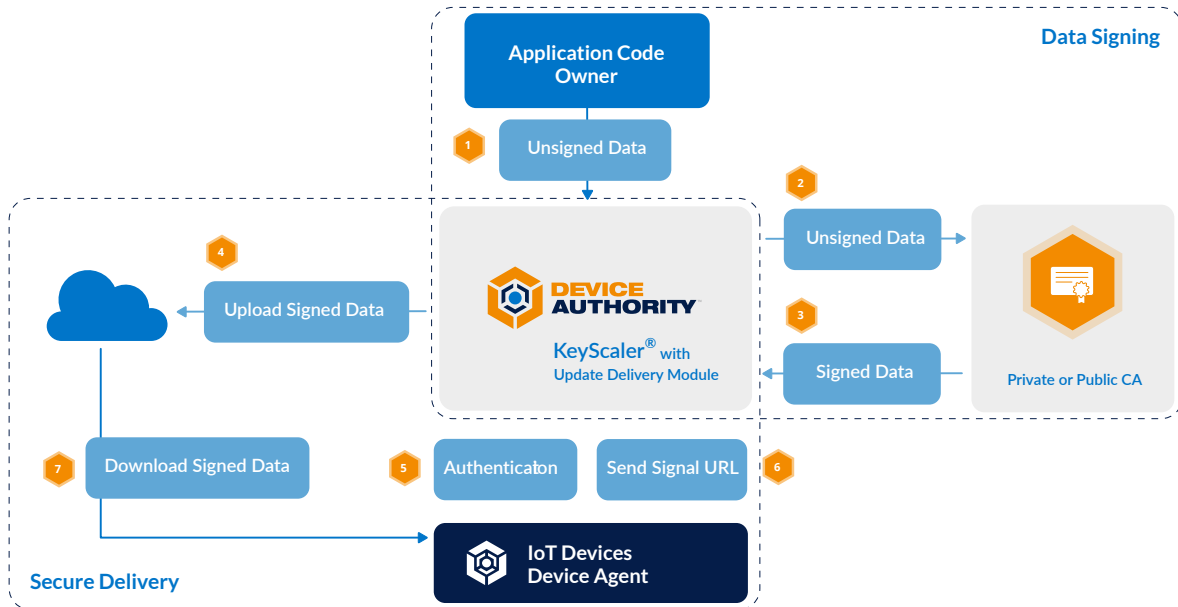 Application Code
Owner
Data Signing
1
Unsigned Data
2
Unsigned Data
4
Upload Signed Data
DEVICE
AUTHORITY™
KeyScaler® with
Update Delivery Module
3
Signed Data
Private or Public CA
7
Download Signed Data
5
Authentication
Send Signal URL
6
IoT Devices
Device Agent
Secure Delivery